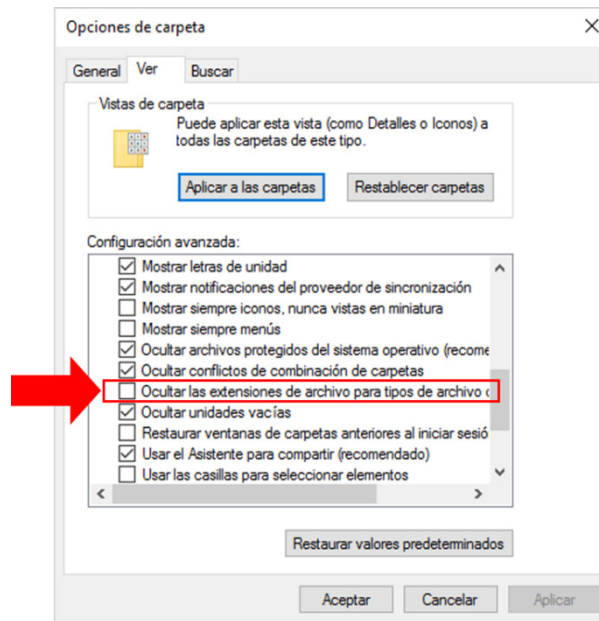 Opciones de carpeta
General Ver Buscar
Vistas de carpeta
Puede aplicar esta vista (como Detalles o Iconos) a
todas las carpetas de este tipo.
Aplicar a las carpetas Restablecer carpetas
Configuración avanzada:
Mostrar letras de unidad
Mostrar notificaciones del proveedor de sincronización
Mostrar siempre iconos, nunca vistas en miniatura
Mostrar siempre menús
Ocultar archivos protegidos del sistema operativo (recome
Ocultar conflictos de combinación de carpetas
Ocultar las extensiones de archivo para tipos de archivo c
Ocultar unidades vacías
Restaurar ventanas de carpetas anteriores al iniciar sesió
Usar el Asistente para compartir (recomendado)
Usar las casillas para seleccionar elementos
Restaurar valores predeterminados
Aceptar Cancelar Aplicar